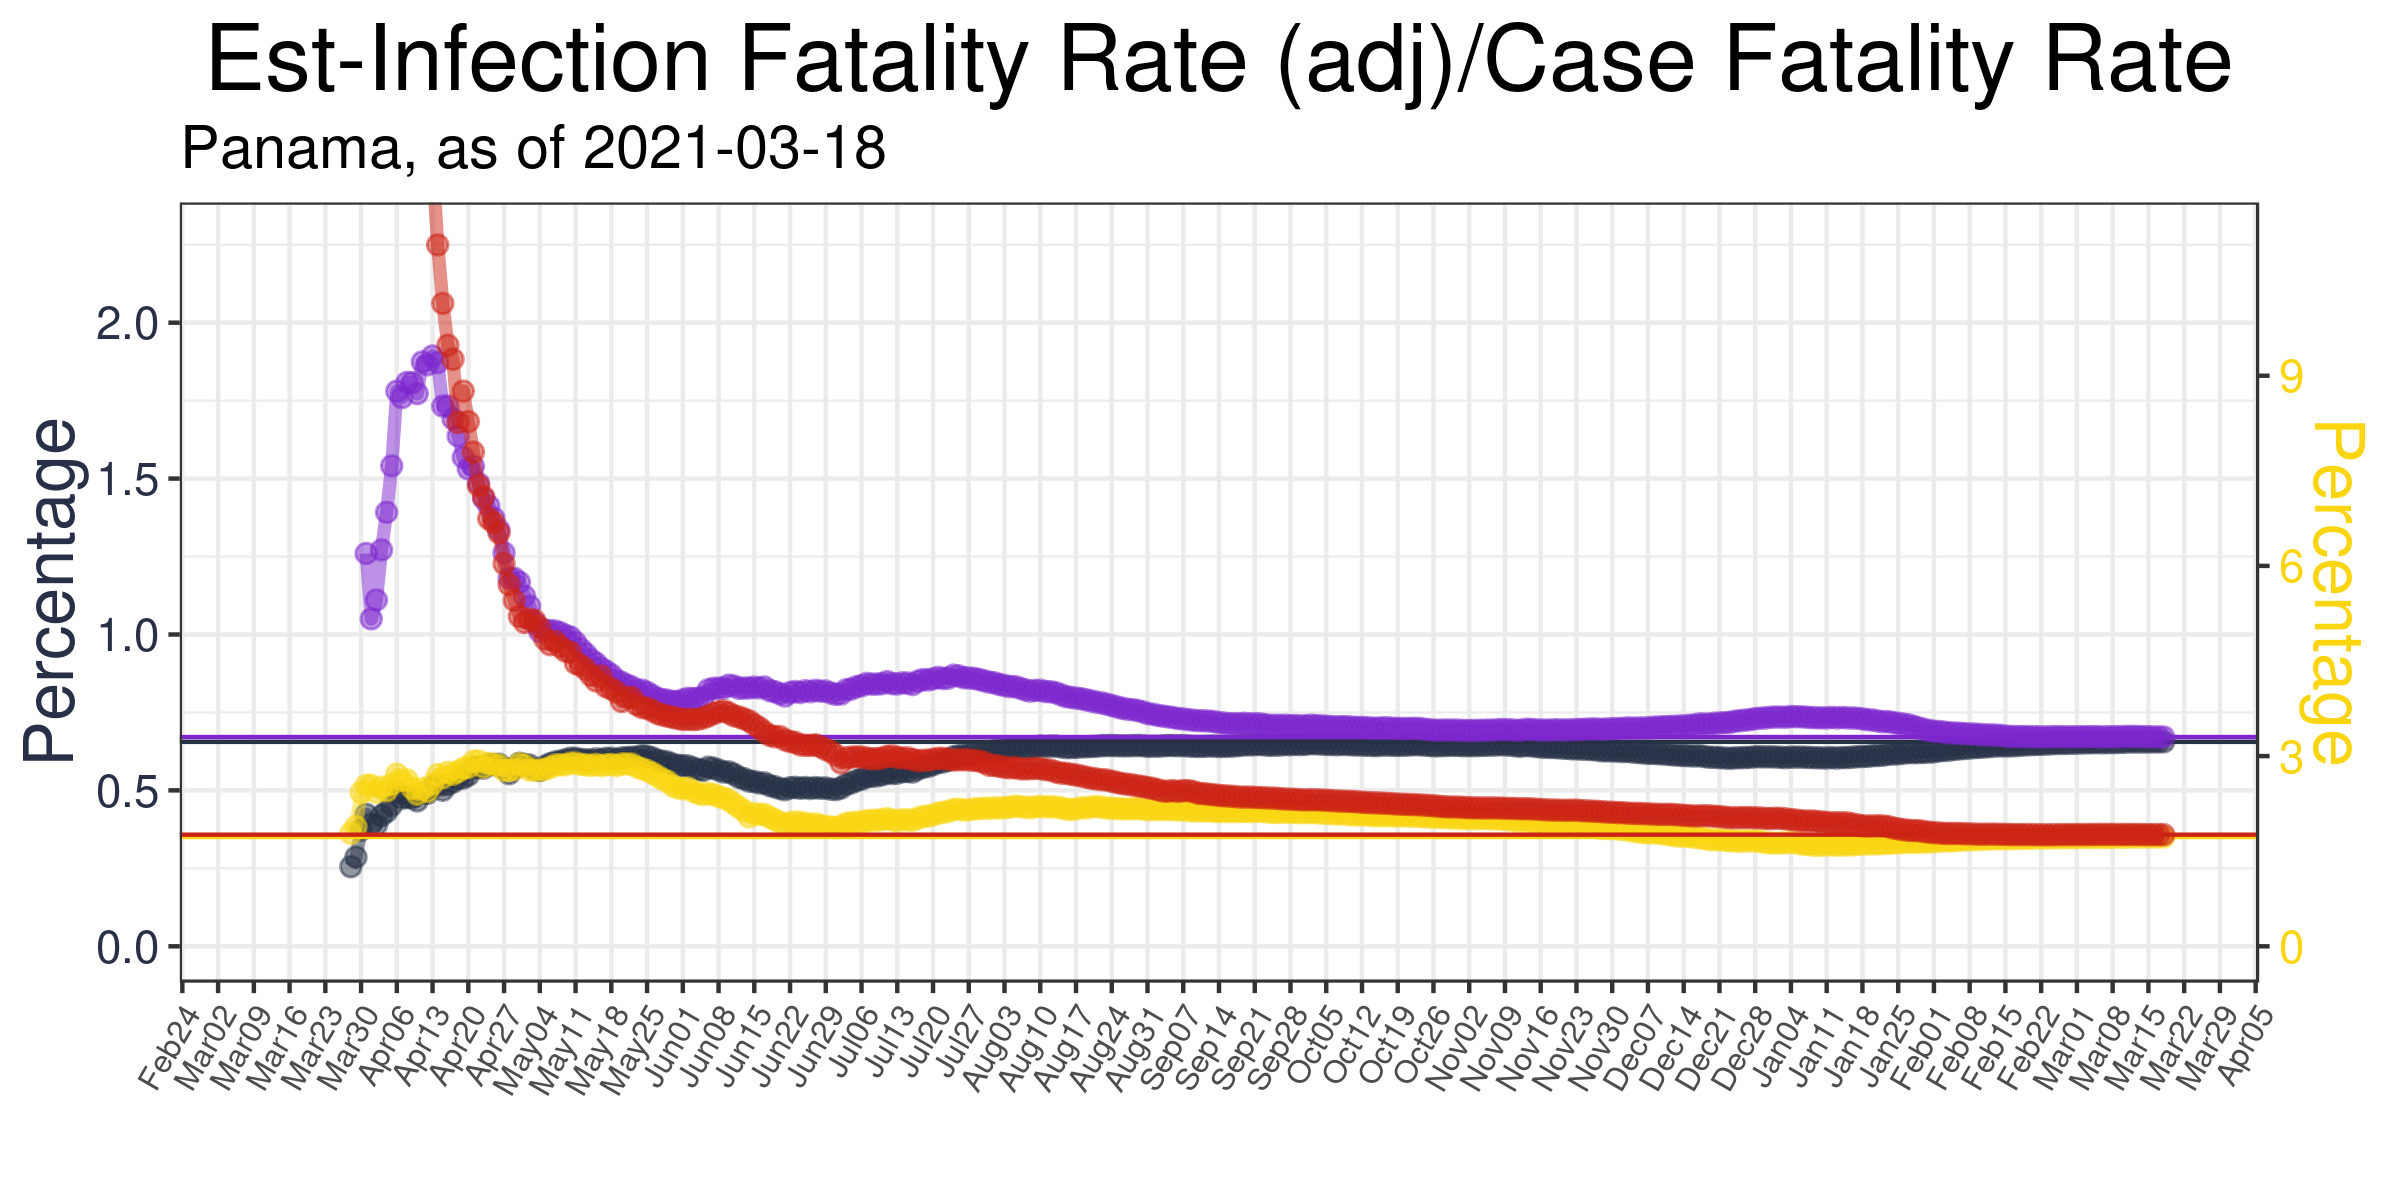 Est-Infection Fatality Rate (adj)/Case Fatality Rate
Panama, as of 2021-03-18
Percentage
2.0
1.5
1.0
0.5
0.0
9
6
3
0
Percentage
Feb24
Mar02
Mar09
Mar16
Mar23
Mar30
Apr06
Apr13
Apr20
Apr27
May04
May11
May18
May25
Jun01
Jun08
Jun15
Jun22
Jun29
Jul06
Jul13
Jul20
Jul27
Aug03
Aug10
Aug17
Aug24
Aug31
Sep07
Sep14
Sep21
Sep28
Oct05
Oct12
Oct19
Oct26
Nov02
Nov09
Nov16
Nov23
Nov30
Dec07
Dec14
Dec21
Dec28
Dec04
Jan11
Jan18
Jan25
Feb01
Feb08
Feb15
Feb22
Mar01
Mar08
Mar15
Mar22
Mar29
Apr05